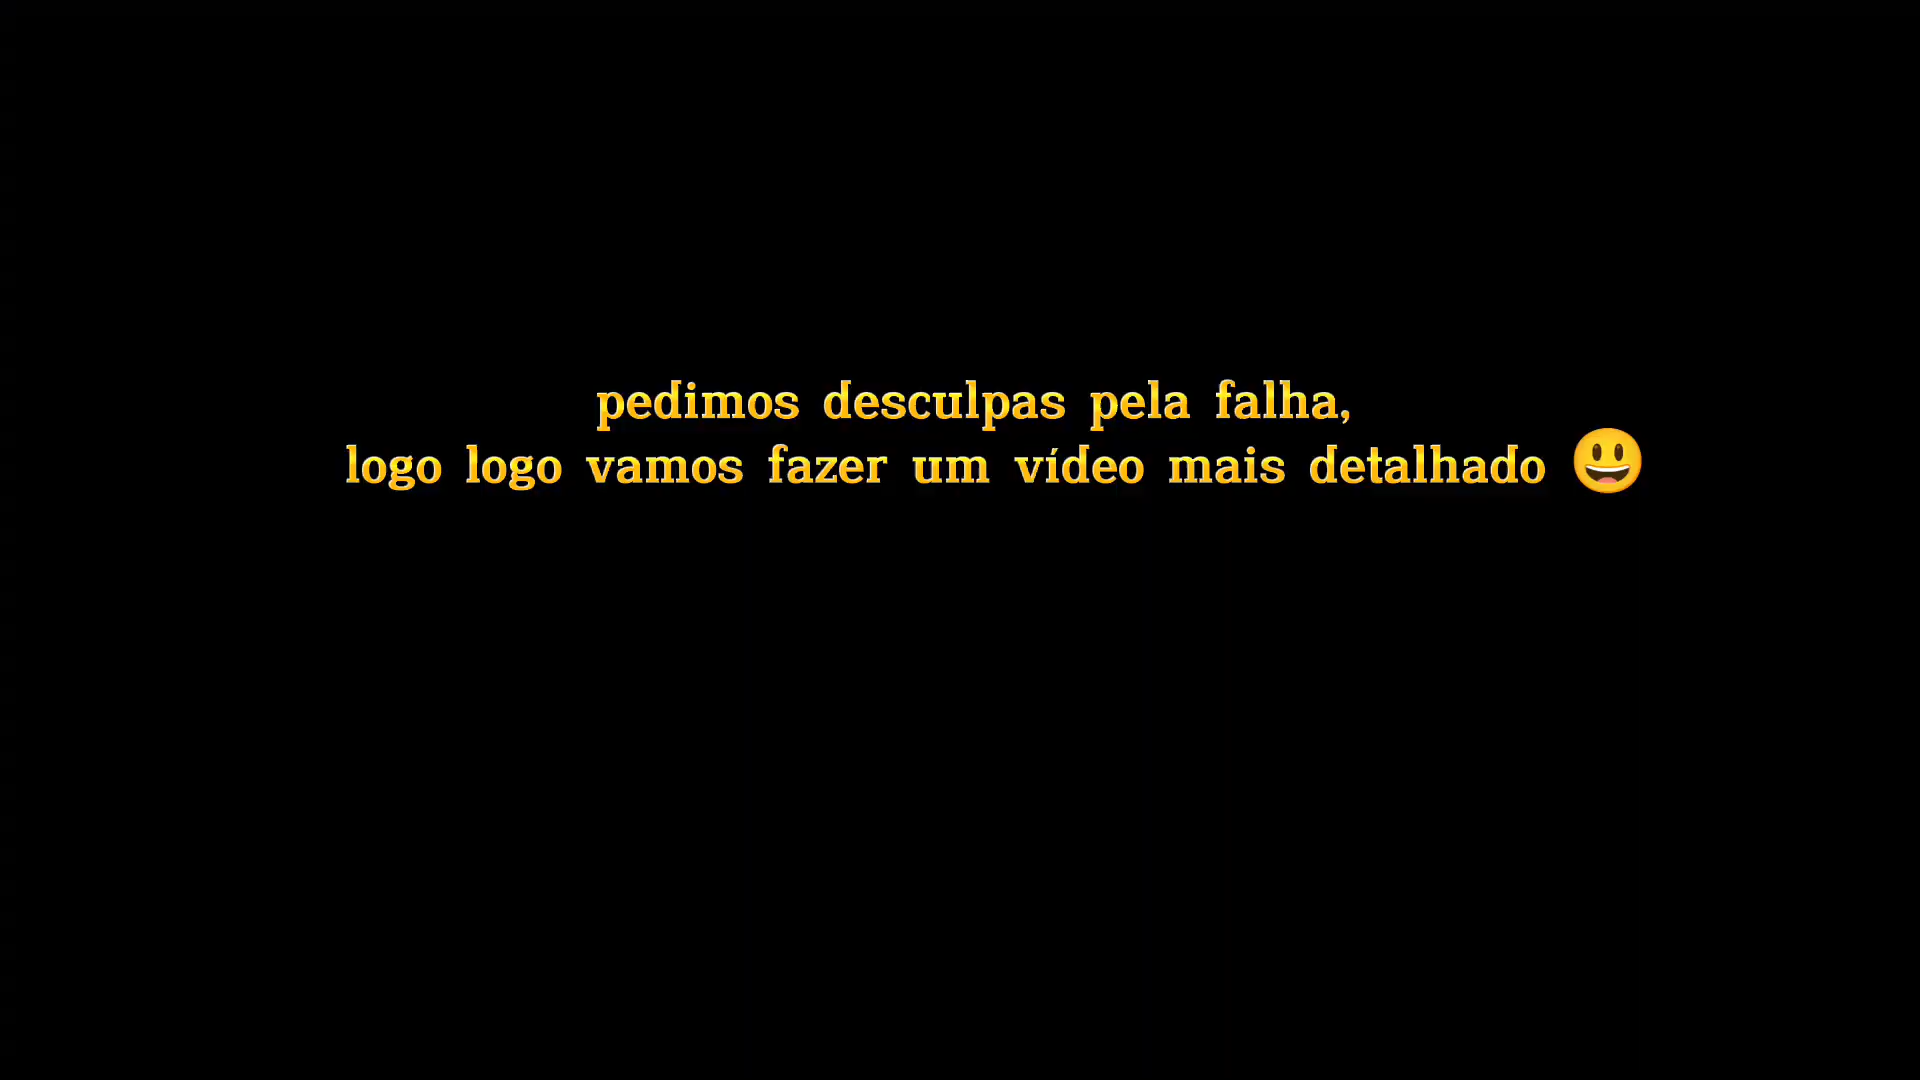 pedimos desculpas pela falha,
logo logo vamos fazer um vídeo mais detalhado 😃